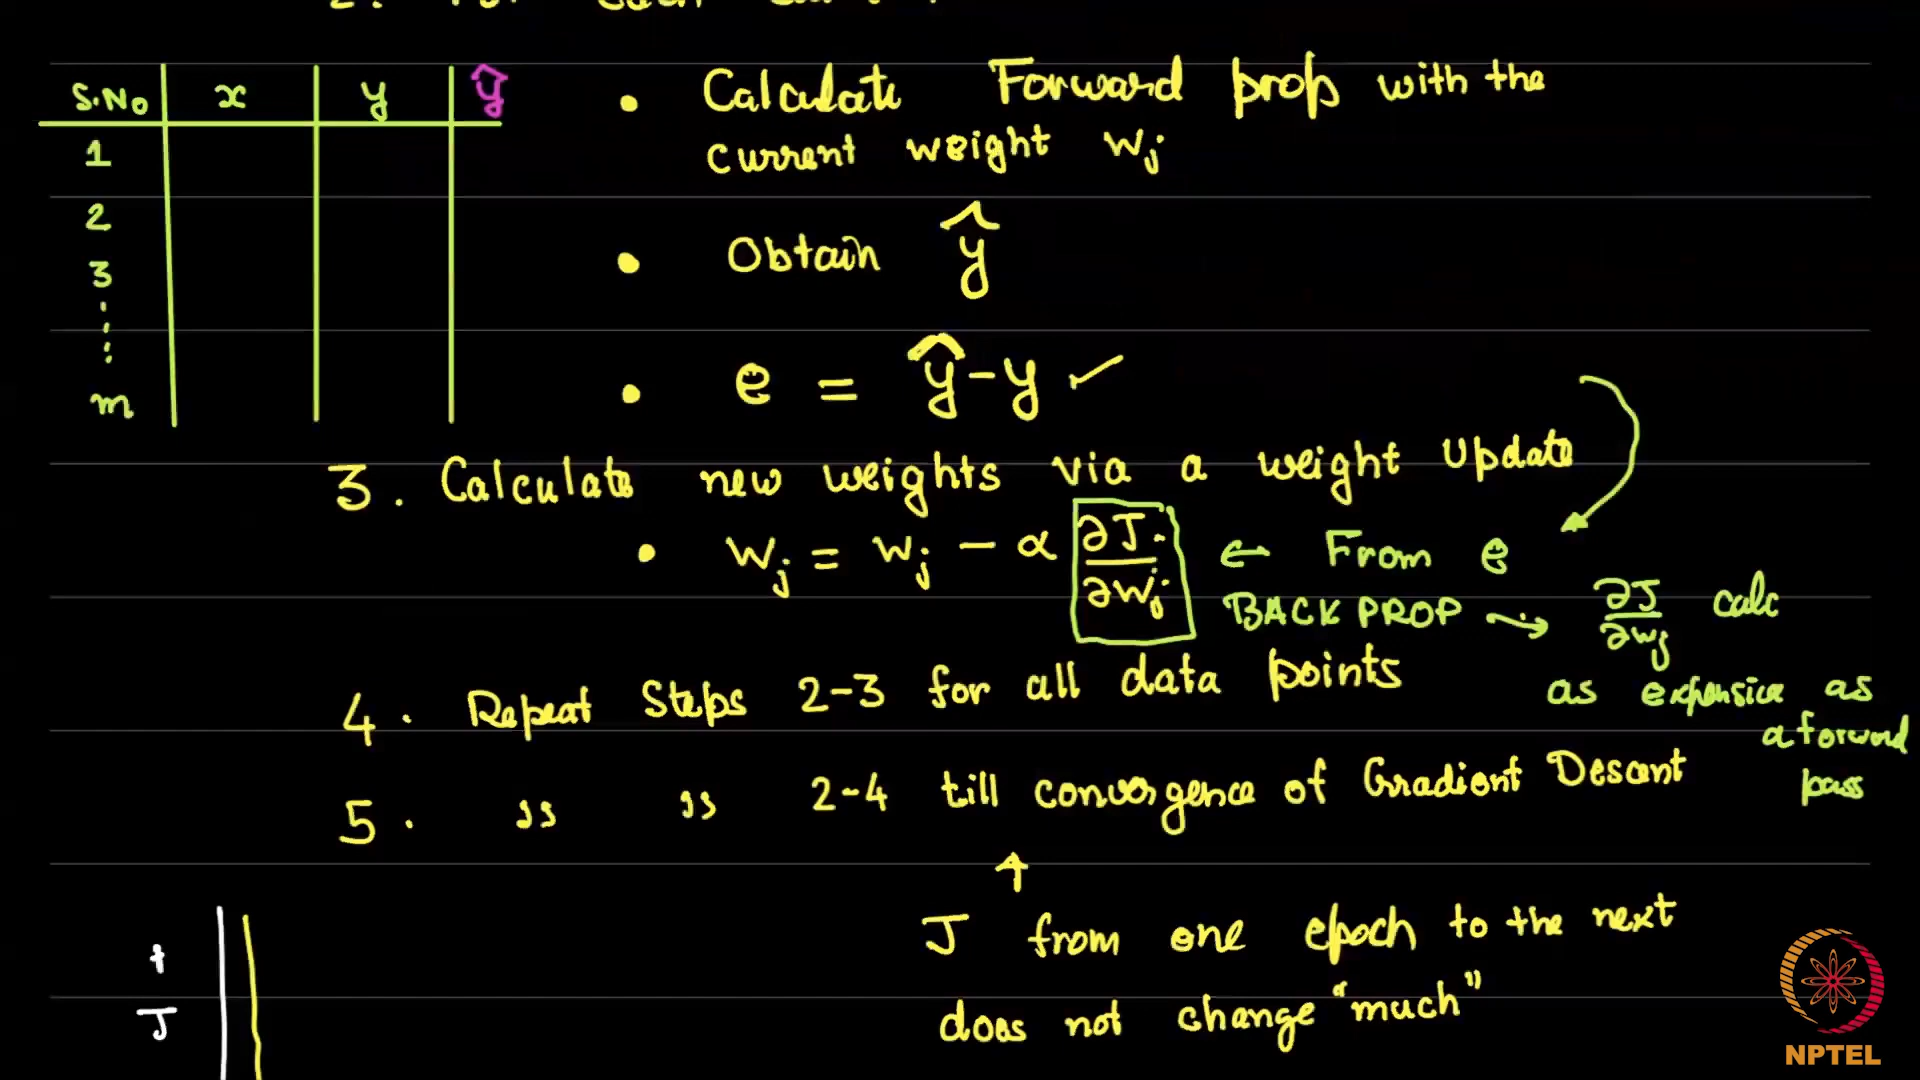 2. For each
S.No x y ŷ
1
2
3
⋮
m
• Calculate Forward prop with the
current weight Wj
• Obtain ŷ
• e = ŷ - y ✓
3. Calculate new weights via a weight update
• Wj = Wj - α ∂J/∂Wj ← From e
BACK PROP → ∂J/∂wj calc
as expensive as
a forward
pass
4. Repeat Steps 2-3 for all data points
5. ,, ,, 2-4 till convergence of Gradient Descent
↑
J from one epoch to the next
does not change "much"
J
NPTEL